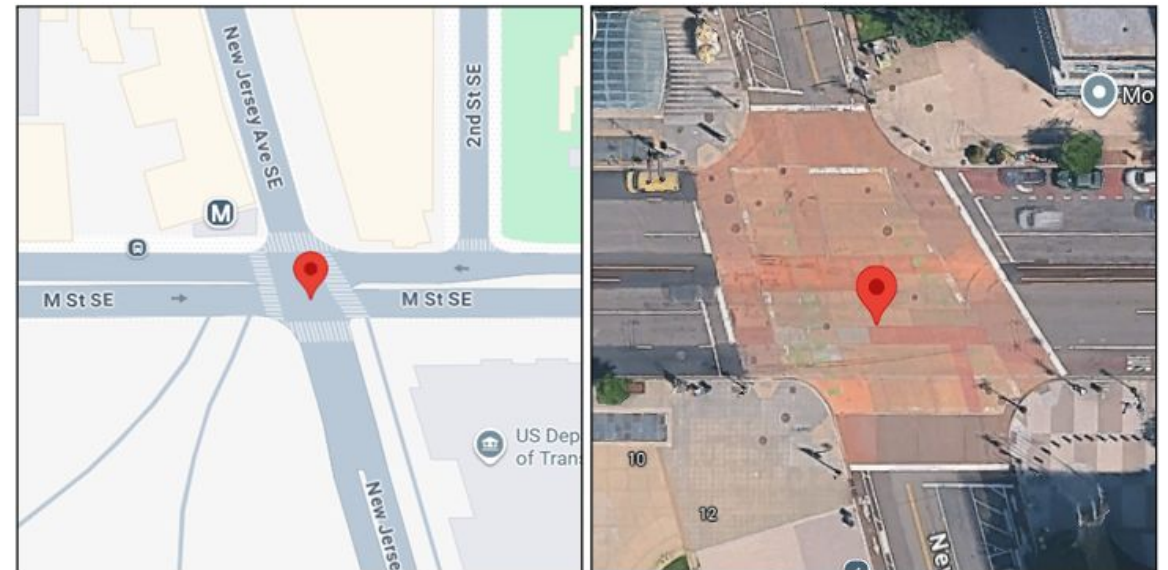 New Jersey Ave SE
2nd St SE
M
M St SE
M St SE
US Dep
of Trans
New Jerse
Mo
10
12
Ne